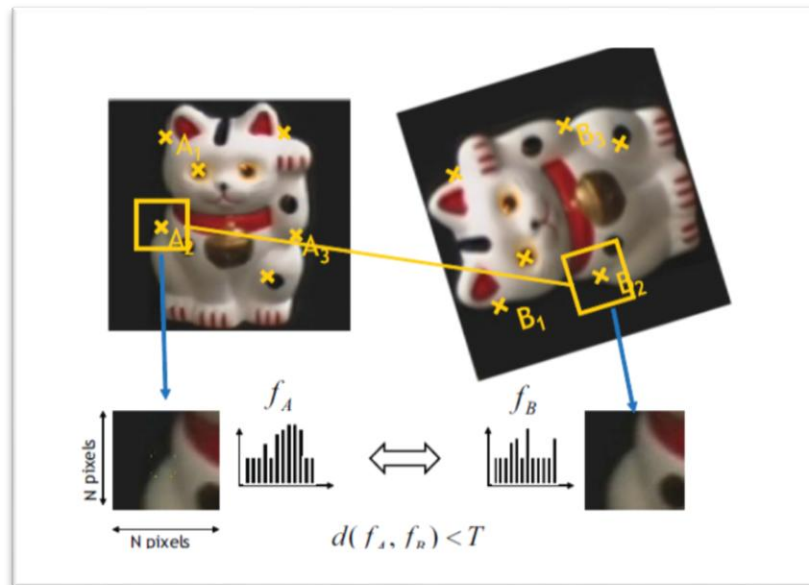 A₁
A₂
A₃
B₃
B₂
B₁
f_A
f_B
N pixels
N pixels
d(f_A, f_B) < T